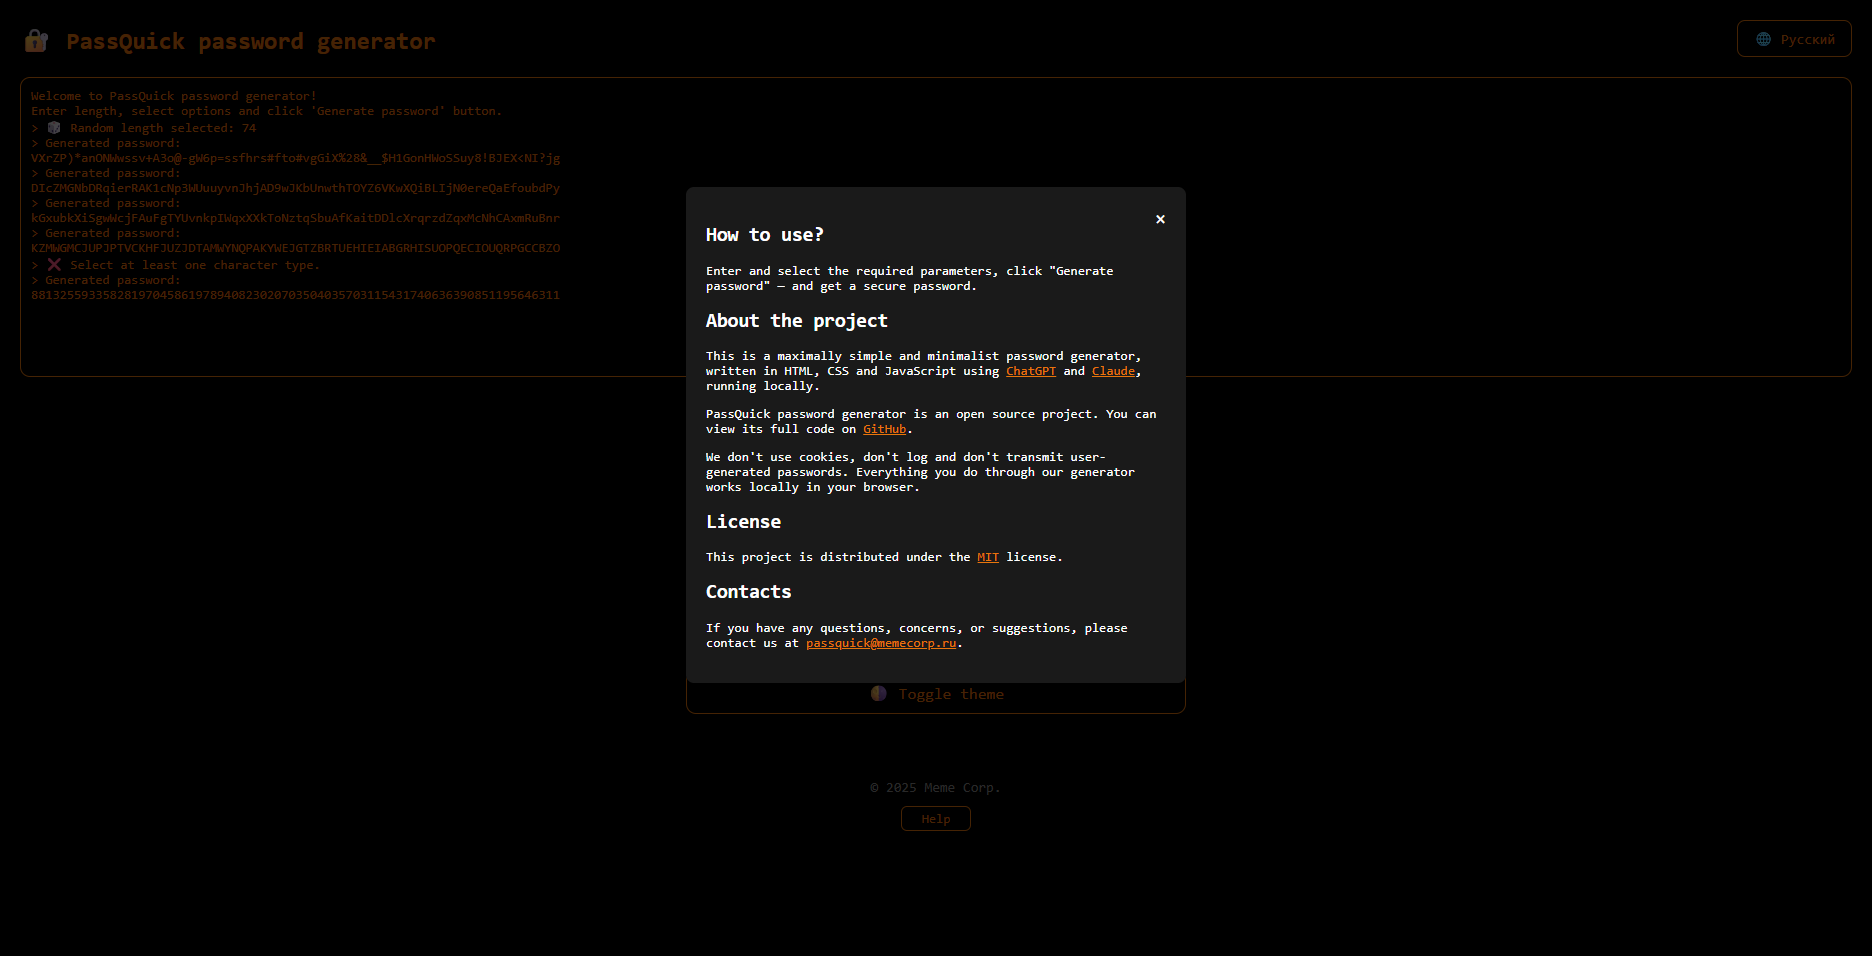 PassQuick password generator
Русский
Welcome to PassQuick password generator!
Enter length, select options and click 'Generate password' button.
> Random length selected: 74
> Generated password:
VXrZP)*anONWwssv+A3o@-gW6p=ssfhrs#fto#vgGiX%28&__$H1GonHWoSSuy8!BJEX<NI?jg
> Generated password:
DIcZMGNbDRqierRAK1cNp3WUuuyvnJhjAD9wJKbUnwthTOYZ6VKwXQiBLIjN0ereQaEfoubdPy
> Generated password:
kGxubkXiSgwWcjFAuFgTYUvnkpIWqxXXkToNztqSbuAfKaitDDlcXrqrzdZqxMcNhCAxmRuBnr
> Generated password:
KZMWGMCJUPJPTVCKHFJUZJDTAMWYNQPAKYWEJGTZBRTUEHIEIABGRHISUOPQECIOUQRPGCCBZO
> ❌ Select at least one character type.
> Generated password:
88132559335828197045861978940823020703504035703115431740636390851195646311
×
How to use?
Enter and select the required parameters, click "Generate
password" — and get a secure password.
About the project
This is a maximally simple and minimalist password generator,
written in HTML, CSS and JavaScript using ChatGPT and Claude,
running locally.
PassQuick password generator is an open source project. You can
view its full code on GitHub.
We don't use cookies, don't log and don't transmit user-
generated passwords. Everything you do through our generator
works locally in your browser.
License
This project is distributed under the MIT license.
Contacts
If you have any questions, concerns, or suggestions, please
contact us at passquick@memecorp.ru.
Toggle theme
© 2025 Meme Corp.
Help